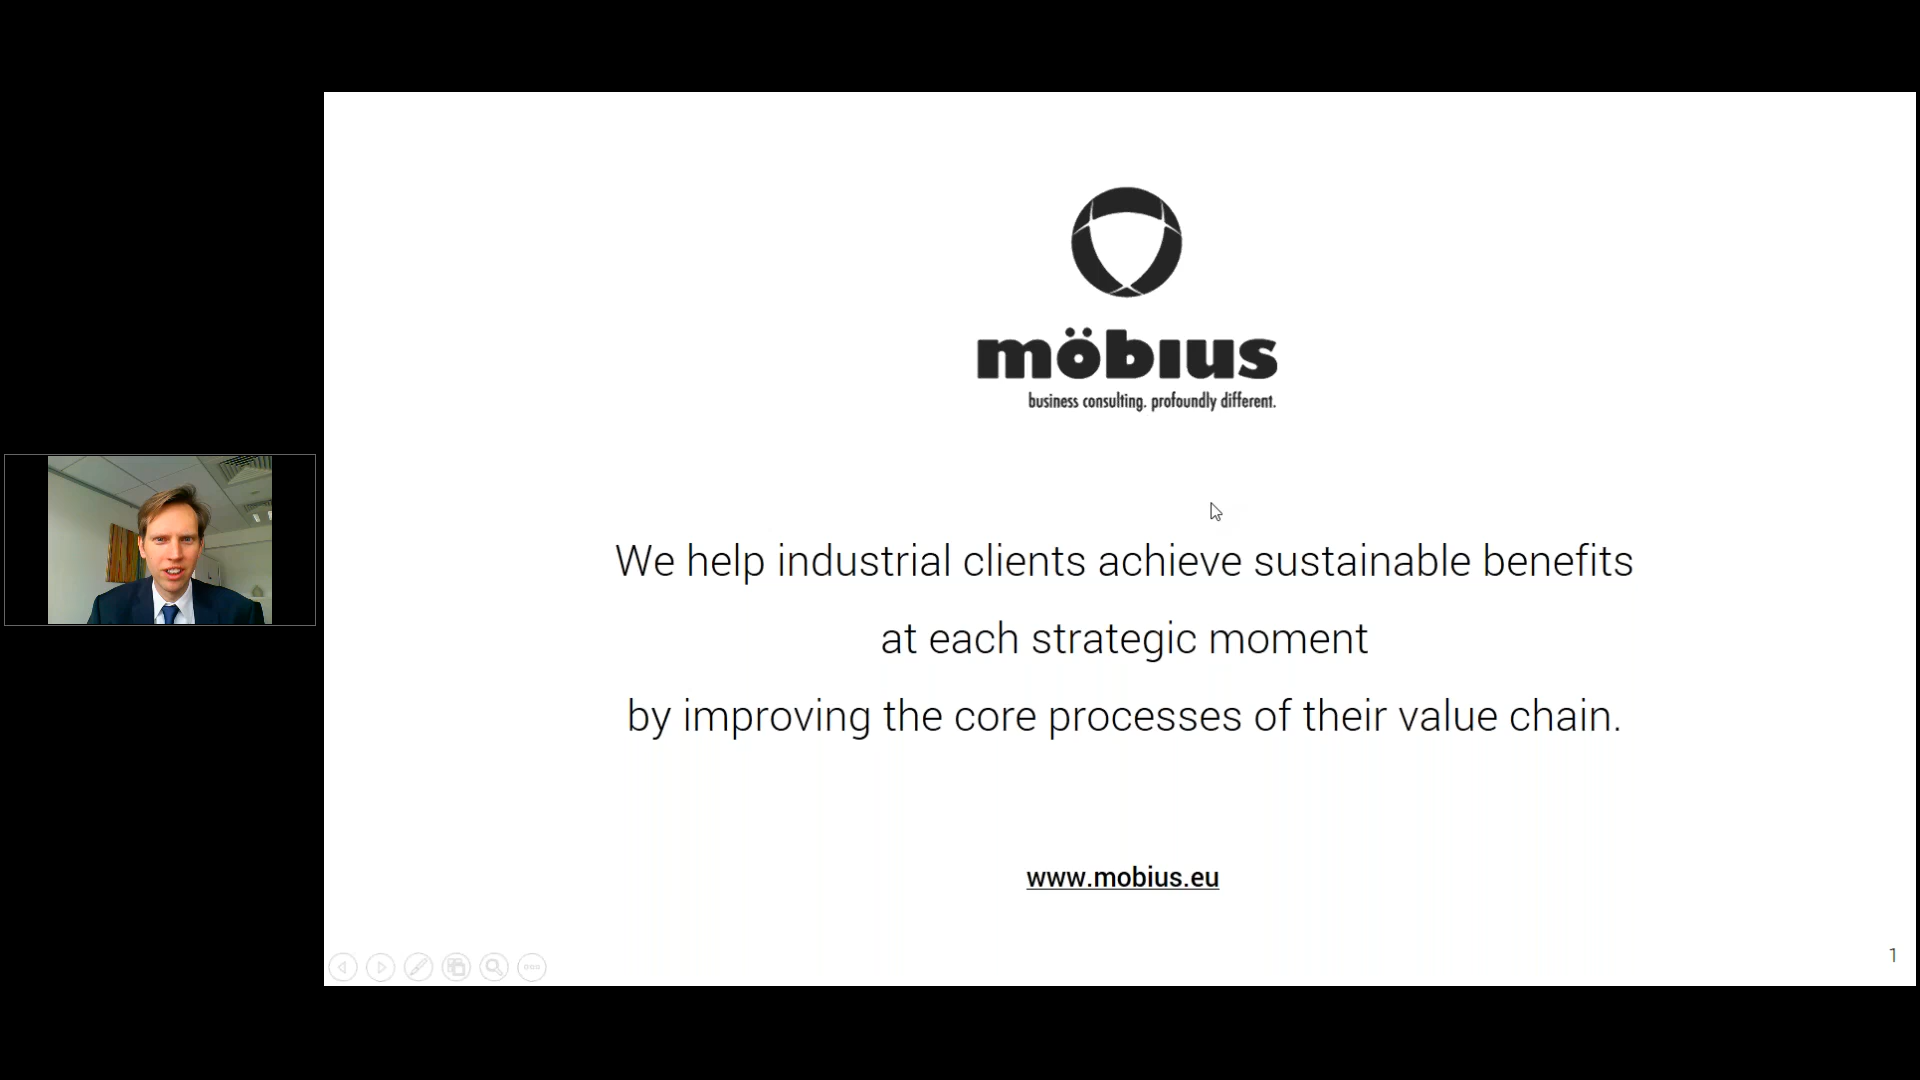 möbıus
business consulting. profoundly different.
We help industrial clients achieve sustainable benefits
at each strategic moment
by improving the core processes of their value chain.
www.mobius.eu
1